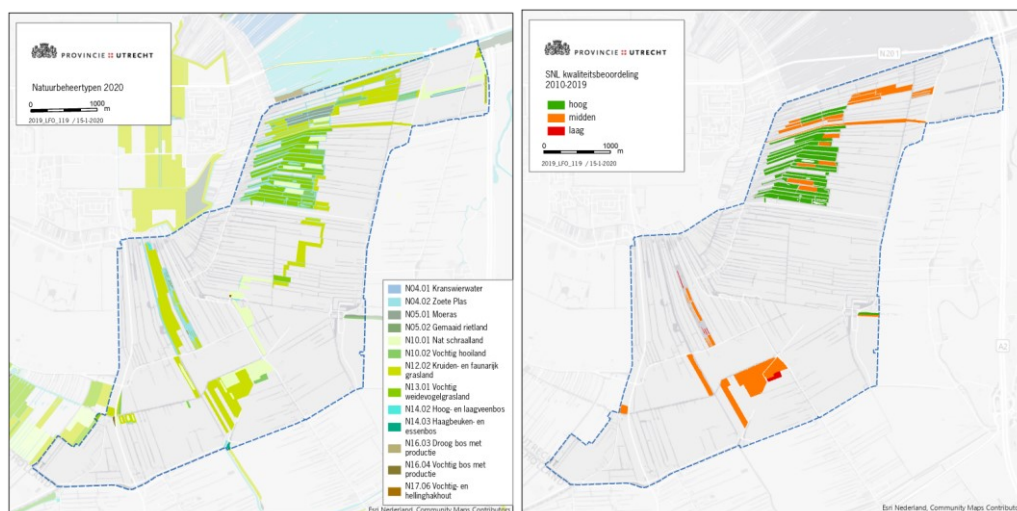 PROVINCIE UTRECHT
Natuurbeheertypen 2020
0 1000 m
2019_LFO_119 / 15-1-2020
N04.01 Kranswierwater
N04.02 Zoete Plas
N05.01 Moeras
N05.02 Gemaaid rietland
N10.01 Nat schraalland
N10.02 Vochtig hooiland
N12.02 Kruiden- en faunarijk
grasland
N13.01 Vochtig
weidevogelgrasland
N14.02 Hoog- en laagveenbos
N14.03 Haagbeuken- en
essenbos
N16.03 Droog bos met
productie
N16.04 Vochtig bos met
productie
N17.06 Vochtig- en
hellinghakhout
Esri Nederland, Community Maps Contributors
PROVINCIE UTRECHT
SNL kwaliteitsbeoordeling
2010-2019
hoog
midden
laag
0 1000 m
2019_LFO_119 / 15-1-2020
N201
A2
Esri Nederland, Community Maps Contributors